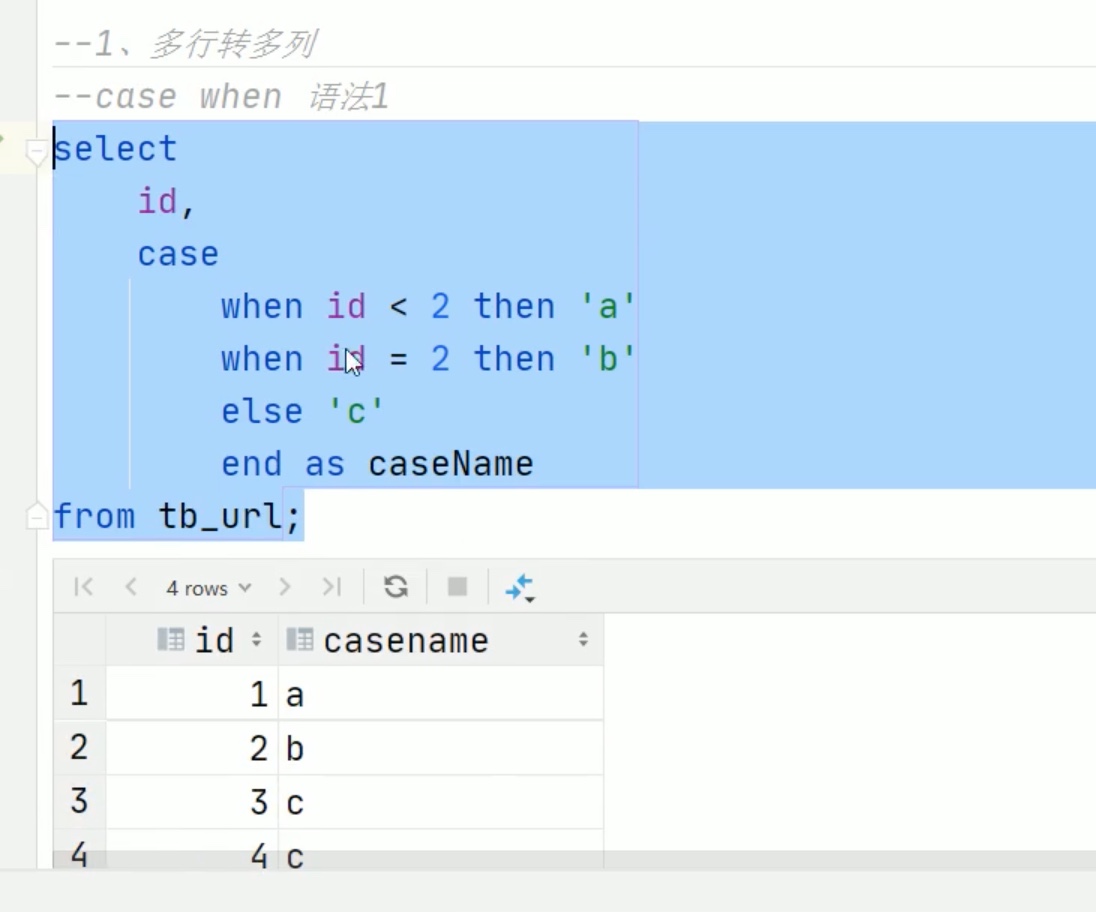 --1、多行转多列
--case when 语法1
select
id,
case
when id < 2 then 'a'
when id = 2 then 'b'
else 'c'
end as caseName
from tb_url;
4 rows
id casename
1 1 a
2 2 b
3 3 c
4 4 c